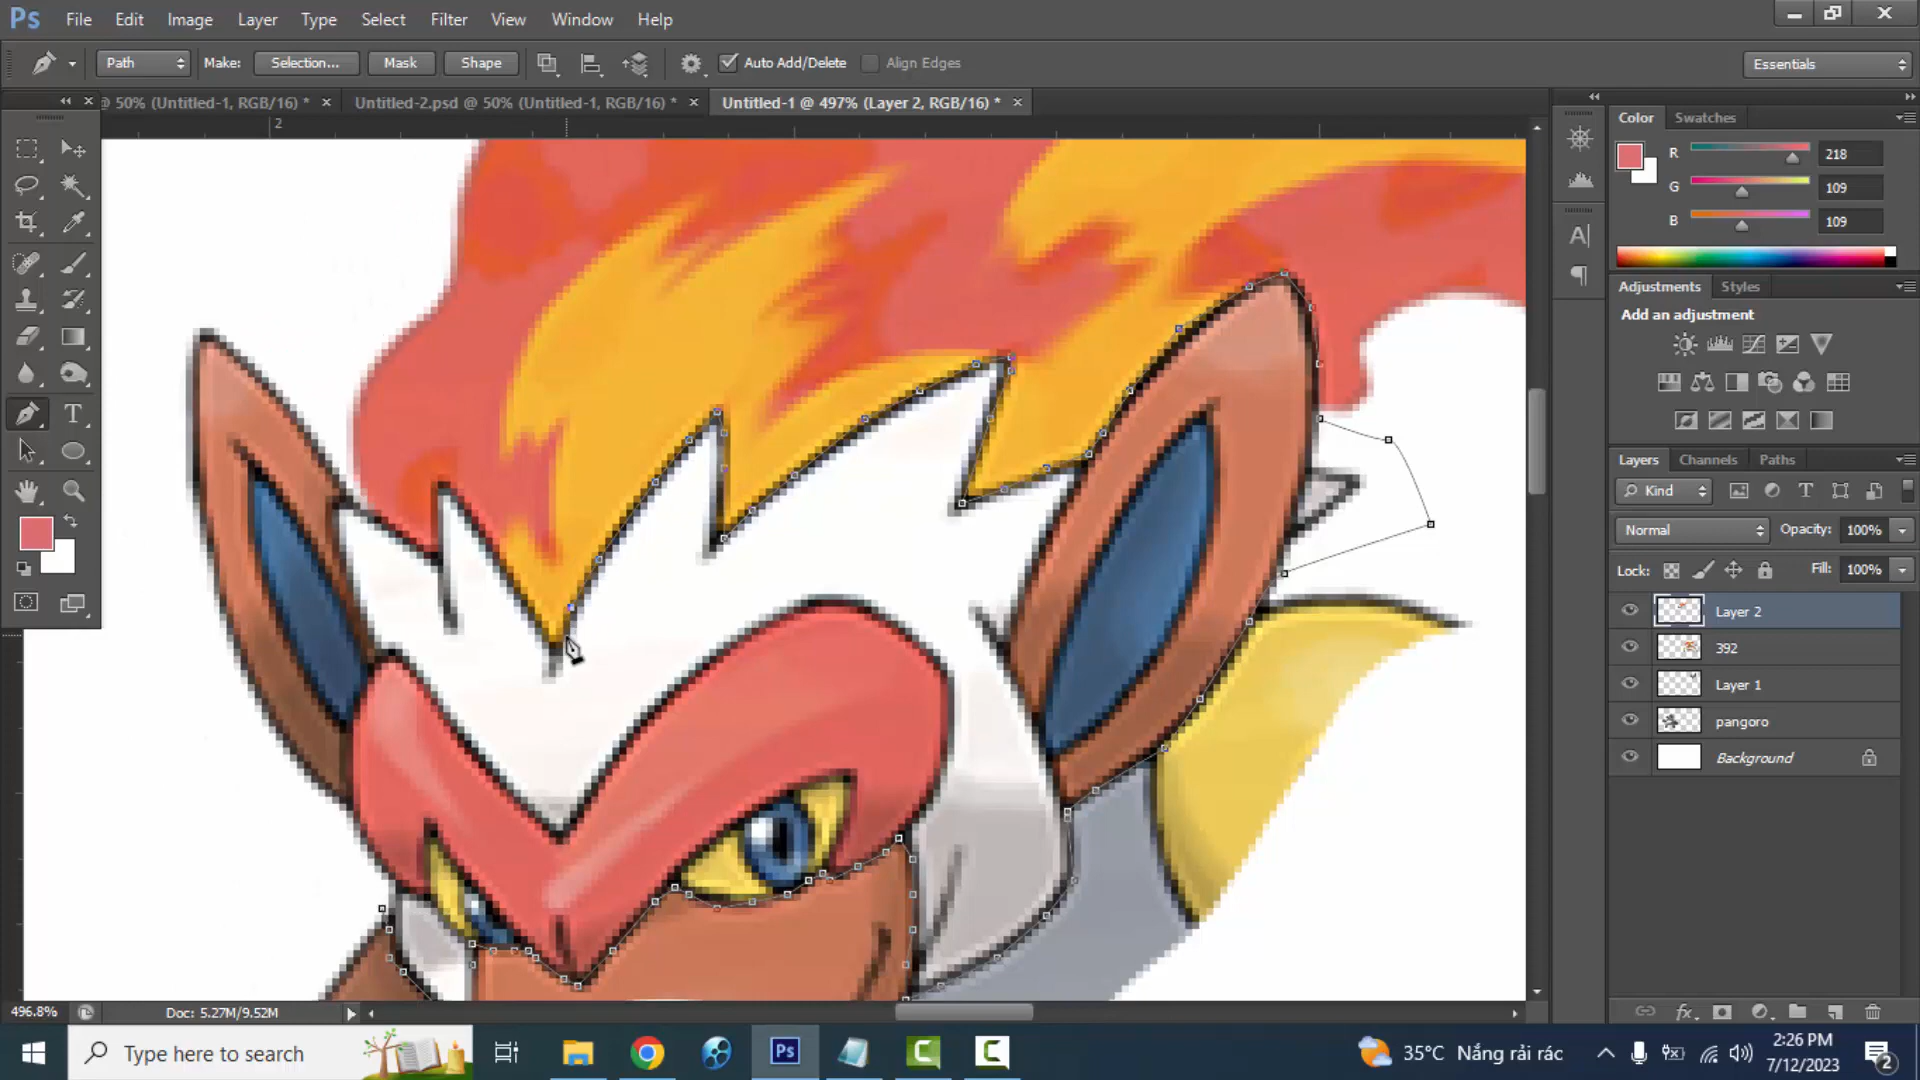 Ps File Edit Image Layer Type Select Filter View Window Help
Path Make: Selection... Mask Shape Auto Add/Delete Align Edges Essentials
@ 50% (Untitled-1, RGB/16) * × Untitled-2.psd @ 50% (Untitled-1, RGB/16) * × Untitled-1 @ 497% (Layer 2, RGB/16) * ×
2
Color Swatches
R 218
G 109
B 109
Adjustments Styles
Add an adjustment
Layers Channels Paths
Kind
Normal Opacity: 100%
Lock: Fill: 100%
Layer 2
392
Layer 1
pangoro
Background
496.8% Doc: 5.27M/9.52M
Type here to search
Ps
35°C Nắng rải rác
2:26 PM
7/12/2023
2